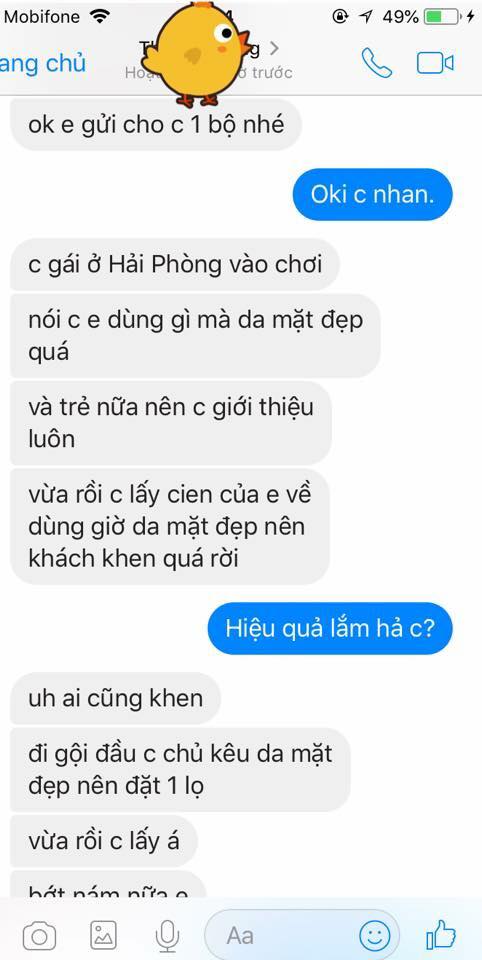 Mobifone
49%
ang chủ
trước
ok e gửi cho c 1 bộ nhé
Oki c nhan.
c gái ở Hải Phòng vào chơi
nói c e dùng gì mà da mặt đẹp
quá
và trẻ nữa nên c giới thiệu
luôn
vừa rồi c lấy cien của e về
dùng giờ da mặt đẹp nên
khách khen quá rời
Hiệu quả lắm hả c?
uh ai cũng khen
đi gội đầu c chủ kêu da mặt
đẹp nên đặt 1 lọ
vừa rồi c lấy á
bớt nám nữa e
Aa